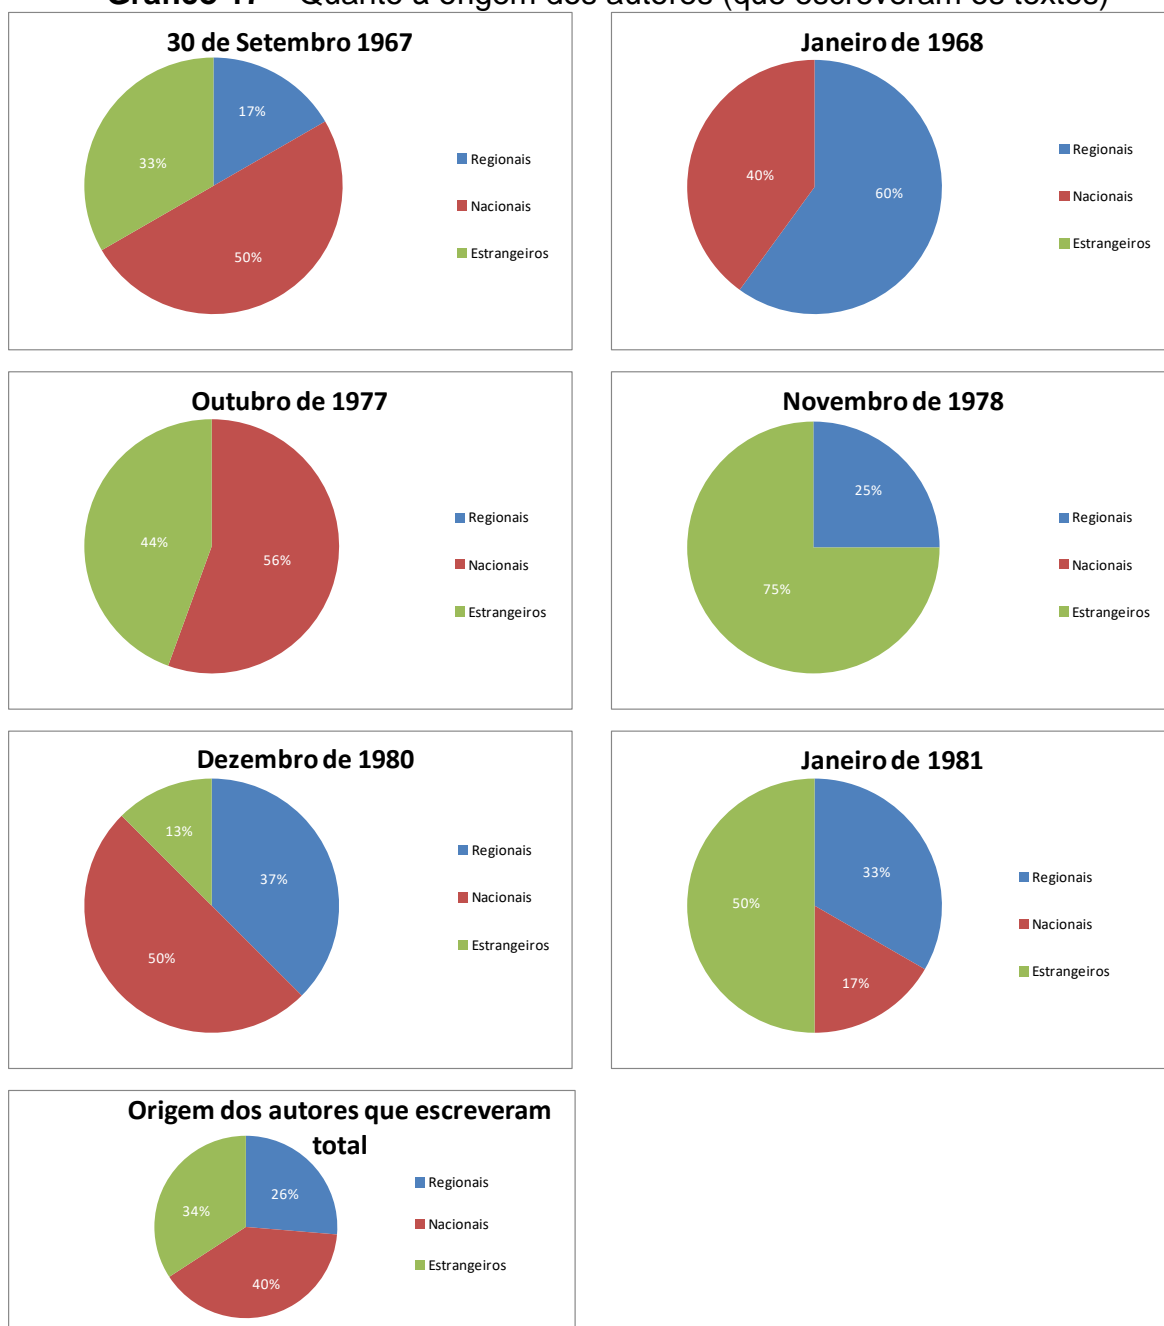 30 de Setembro 1967
17%
33%
50%
Regionais
Nacionais
Estrangeiros
Janeiro de 1968
40%
60%
Regionais
Nacionais
Estrangeiros
Outubro de 1977
44%
56%
Regionais
Nacionais
Estrangeiros
Novembro de 1978
25%
75%
Regionais
Nacionais
Estrangeiros
Dezembro de 1980
13%
37%
50%
Regionais
Nacionais
Estrangeiros
Janeiro de 1981
33%
50%
17%
Regionais
Nacionais
Estrangeiros
Origem dos autores que escreveram
total
26%
34%
40%
Regionais
Nacionais
Estrangeiros